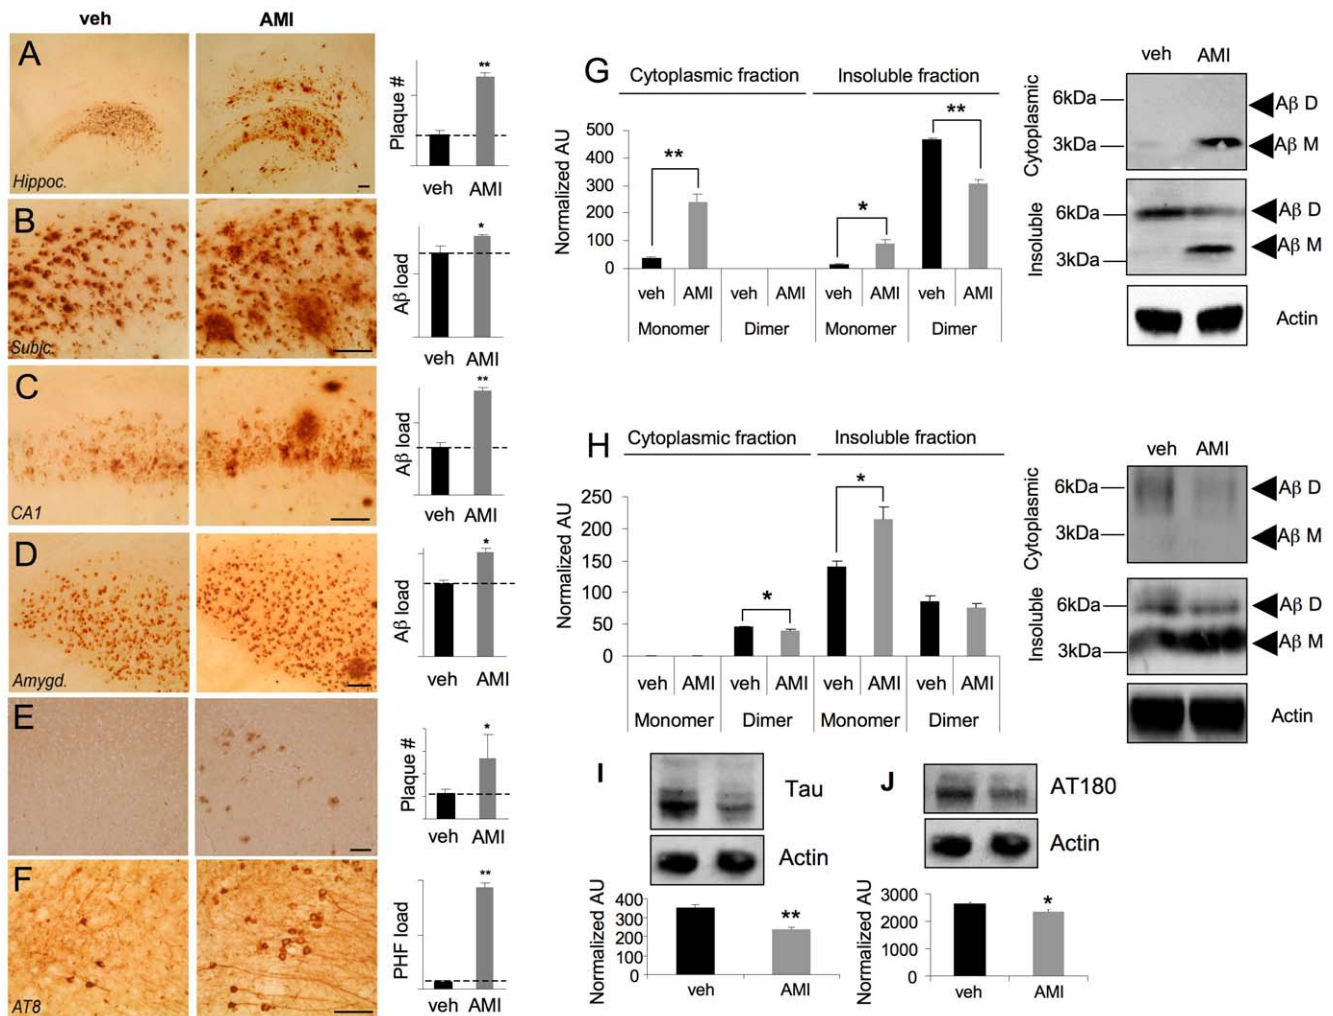 veh AMI
A
Hippoc.
Plaque #
**
veh AMI
B
Subic.
Aβ load
*
veh AMI
C
CA1
Aβ load
**
veh AMI
D
Amygd.
Aβ load
*
veh AMI
E
Plaque #
*
veh AMI
F
AT8
PHF load
**
veh AMI
G
Cytoplasmic fraction Insoluble fraction
Normalized AU
500
400
300
200
100
0
** * **
veh AMI veh AMI veh AMI veh AMI
Monomer Dimer Monomer Dimer
veh AMI
Cytoplasmic
6kDa Aβ D
3kDa Aβ M
Insoluble
6kDa Aβ D
3kDa Aβ M
Actin
H
Cytoplasmic fraction Insoluble fraction
Normalized AU
250
200
150
100
50
0
* *
veh AMI veh AMI veh AMI veh AMI
Monomer Dimer Monomer Dimer
veh AMI
Cytoplasmic
6kDa Aβ D
3kDa Aβ M
Insoluble
6kDa Aβ D
3kDa Aβ M
Actin
I
Tau
Actin
Normalized AU
400
300
200
100
0
**
veh AMI
J
AT180
Actin
Normalized AU
3000
2000
1000
0
*
veh AMI